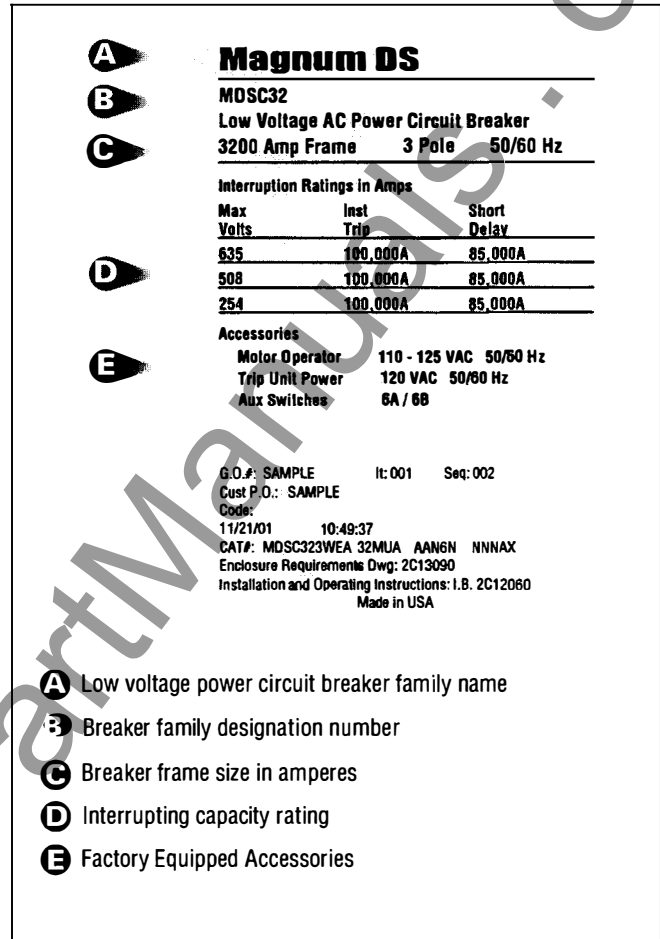 A Magnum DS
B MDSC32
Low Voltage AC Power Circuit Breaker
C 3200 Amp Frame 3 Pole 50/60 Hz
Interruption Ratings in Amps
Max Inst Short
Volts Trip Delay
635 100,000A 85,000A
D 508 100,000A 85,000A
254 100,000A 85,000A
Accessories
E Motor Operator 110 - 125 VAC 50/60 Hz
Trip Unit Power 120 VAC 50/60 Hz
Aux Switches 6A / 6B
G.O.#: SAMPLE It: 001 Seq: 002
Cust P.O.: SAMPLE
Code:
11/21/01 10:49:37
CAT#: MDSC323WEA 32MUA AAN6N NNNAX
Enclosure Requirements Dwg: 2C13090
Installation and Operating Instructions: I.B. 2C12060
Made in USA
A Low voltage power circuit breaker family name
B Breaker family designation number
C Breaker frame size in amperes
D Interrupting capacity rating
E Factory Equipped Accessories
artManuals.